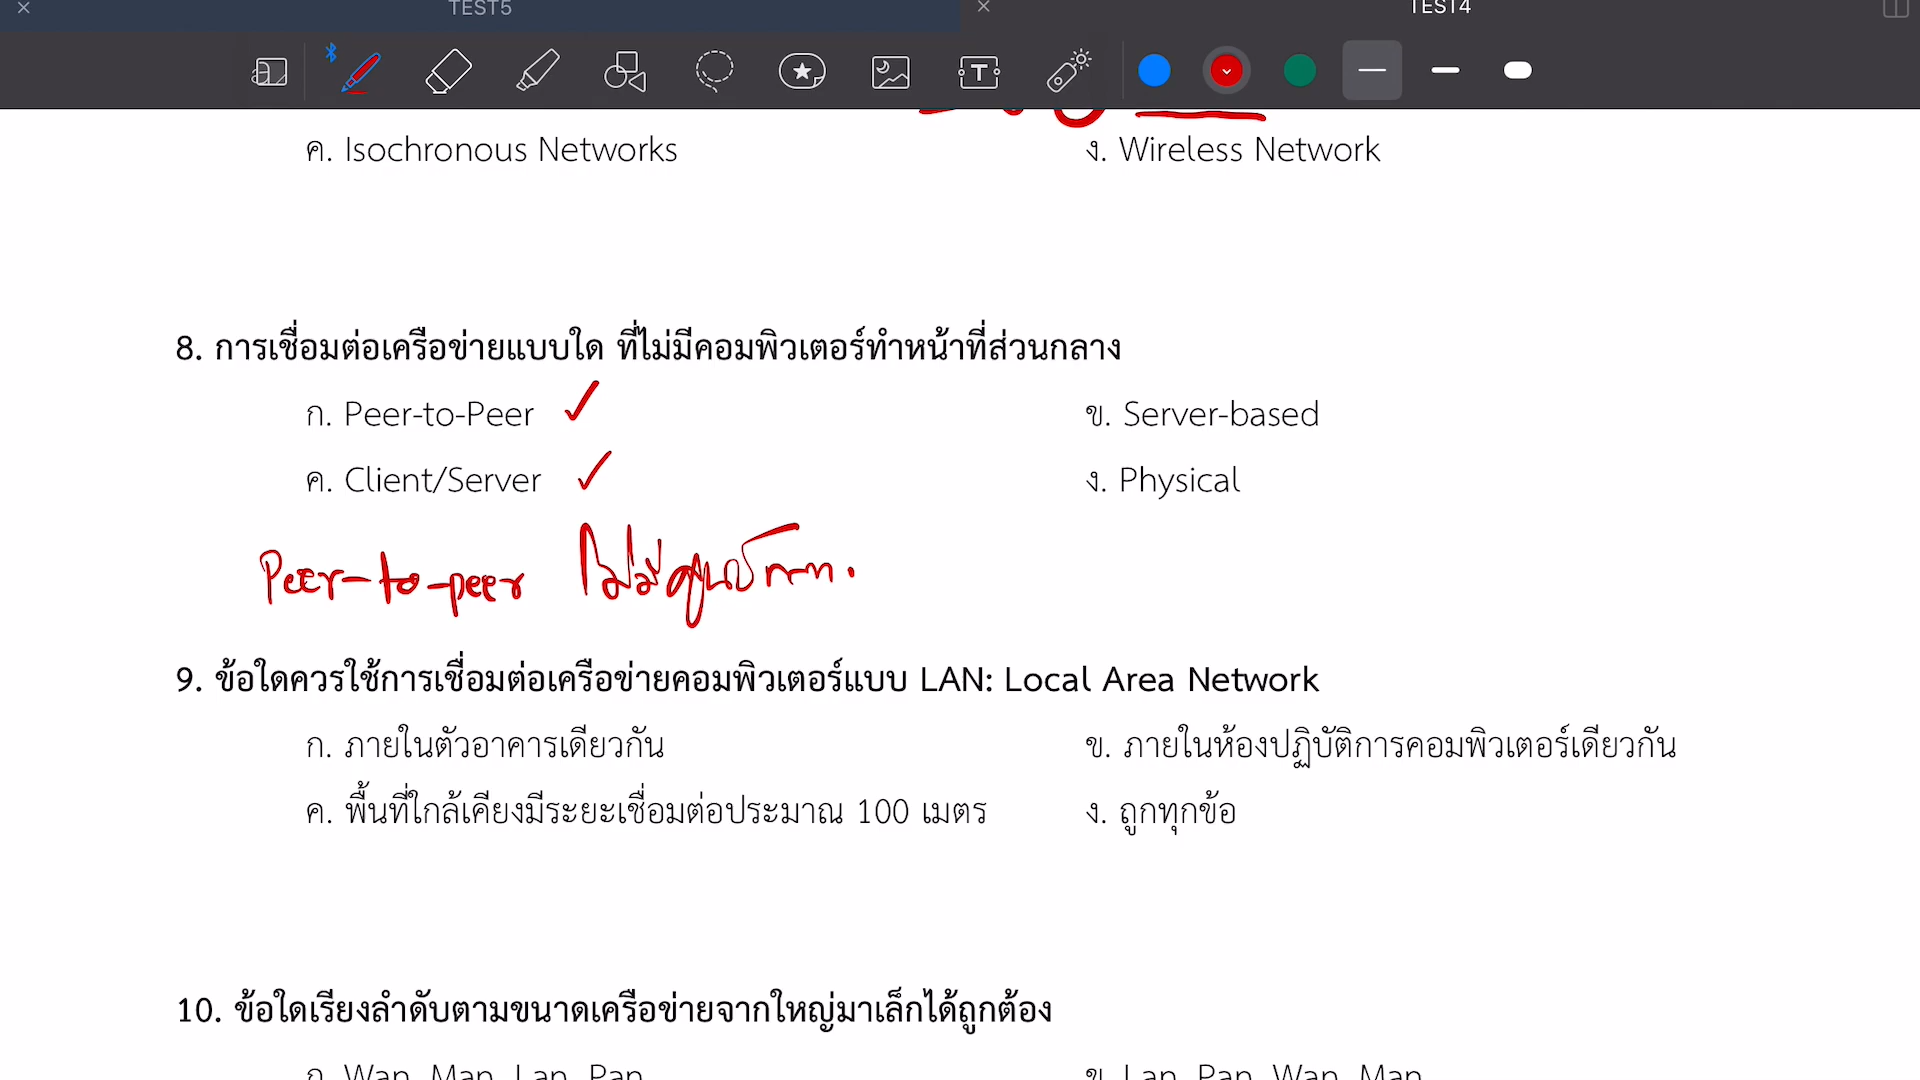 TEST5
TEST4
ค. Isochronous Networks
ง. Wireless Network
8. การเชื่อมต่อเครือข่ายแบบใด ที่ไม่มีคอมพิวเตอร์ทำหน้าที่ส่วนกลาง
ก. Peer-to-Peer
ข. Server-based
ค. Client/Server
ง. Physical
Peer-to-peer ไม่มีศูนย์กลาง
9. ข้อใดควรใช้การเชื่อมต่อเครือข่ายคอมพิวเตอร์แบบ LAN: Local Area Network
ก. ภายในตัวอาคารเดียวกัน
ข. ภายในห้องปฏิบัติการคอมพิวเตอร์เดียวกัน
ค. พื้นที่ใกล้เคียงมีระยะเชื่อมต่อประมาณ 100 เมตร
ง. ถูกทุกข้อ
10. ข้อใดเรียงลำดับตามขนาดเครือข่ายจากใหญ่มาเล็กได้ถูกต้อง
ก. Wan, Man, Lan, Pan
ข. Lan, Pan, Wan, Man